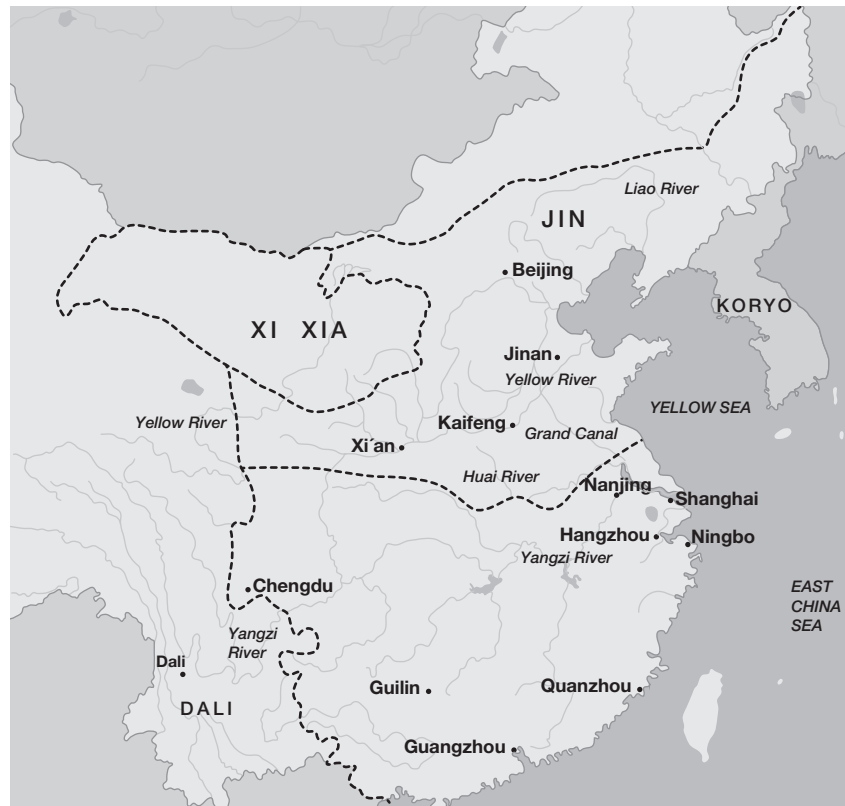 Liao River
JIN
Beijing
KORYO
XI XIA
Jinan
Yellow River
YELLOW SEA
Yellow River
Kaifeng
Grand Canal
Xi´an
Huai River
Nanjing
Shanghai
Hangzhou
Ningbo
Yangzi River
Chengdu
EAST
CHINA
SEA
Yangzi
River
Dali
Guilin
Quanzhou
DALI
Guangzhou